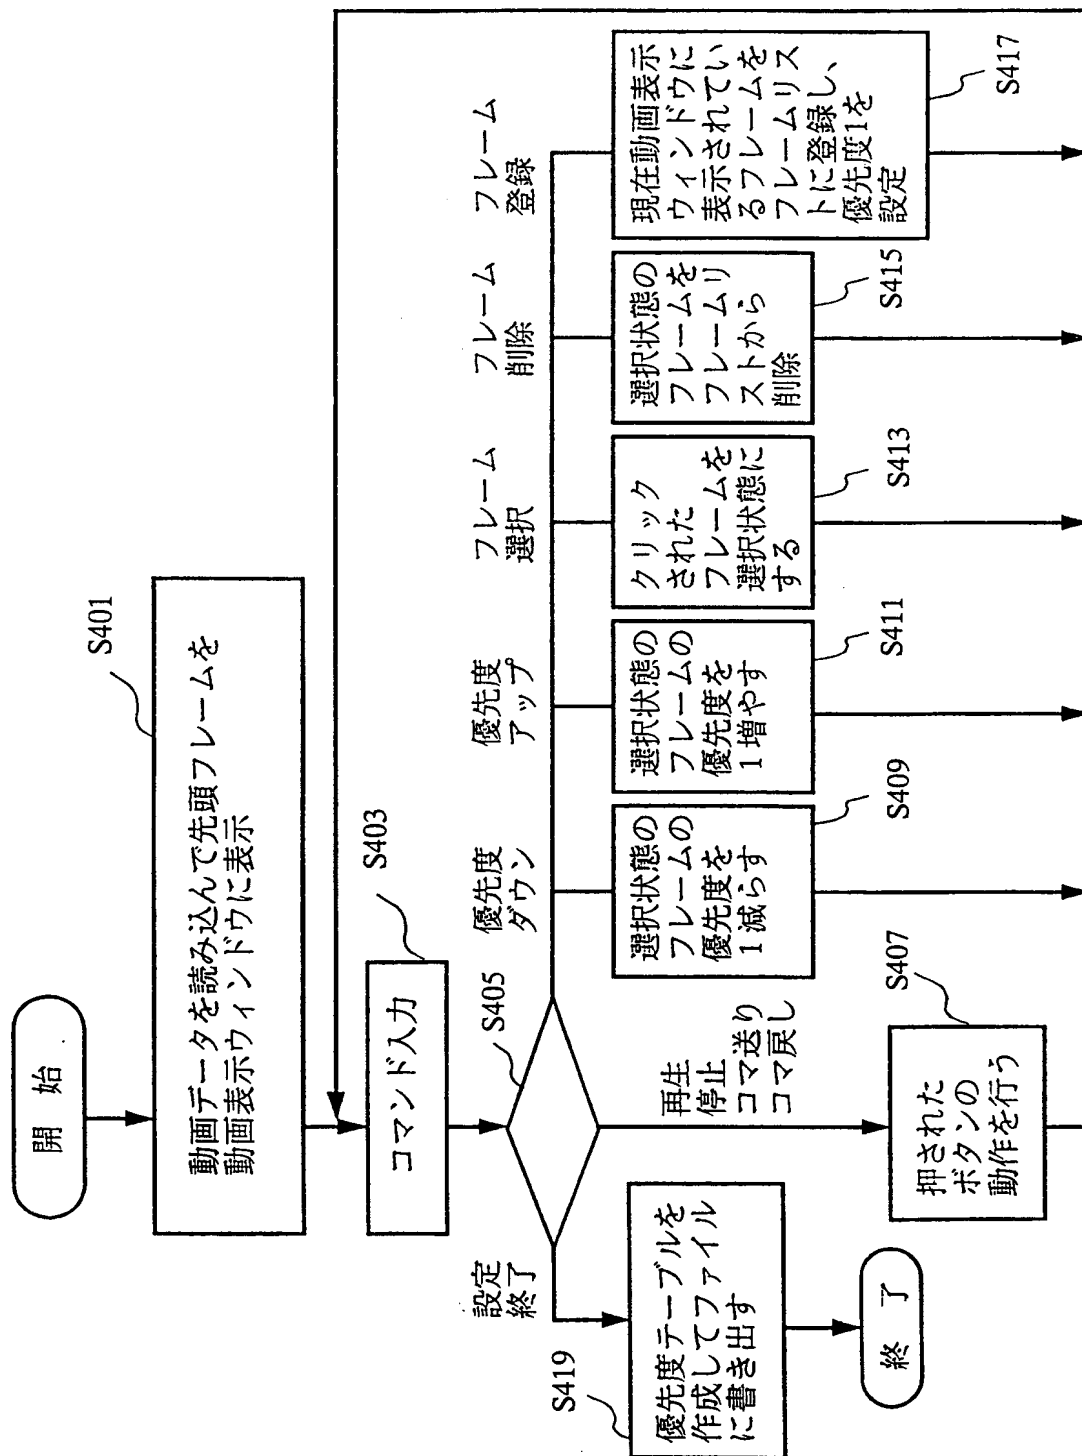 開 始
S401
動画データを読み込んで先頭フレームを
動画表示ウィンドウに表示
S403
コマンド入力
S405
設定
終了
S419
優先度テーブルを
作成してファイル
に書き出す
終 了
再生
停止
コマ送り
コマ戻し
S407
押された
ボタンの
動作を行う
優先度
ダウン
選択状態の
フレームの
優先度を
1減らす
S409
優先度
アップ
選択状態の
フレームの
優先度を
1増やす
S411
フレーム
選択
クリック
された
フレームを
選択状態に
する
S413
フレーム
削除
選択状態の
フレームを
フレームリ
ストから
削除
S415
フレーム
登録
現在動画表示
ウィンドウに
表示されてい
るフレームを
フレームリス
トに登録し、
優先度1を
設定
S417